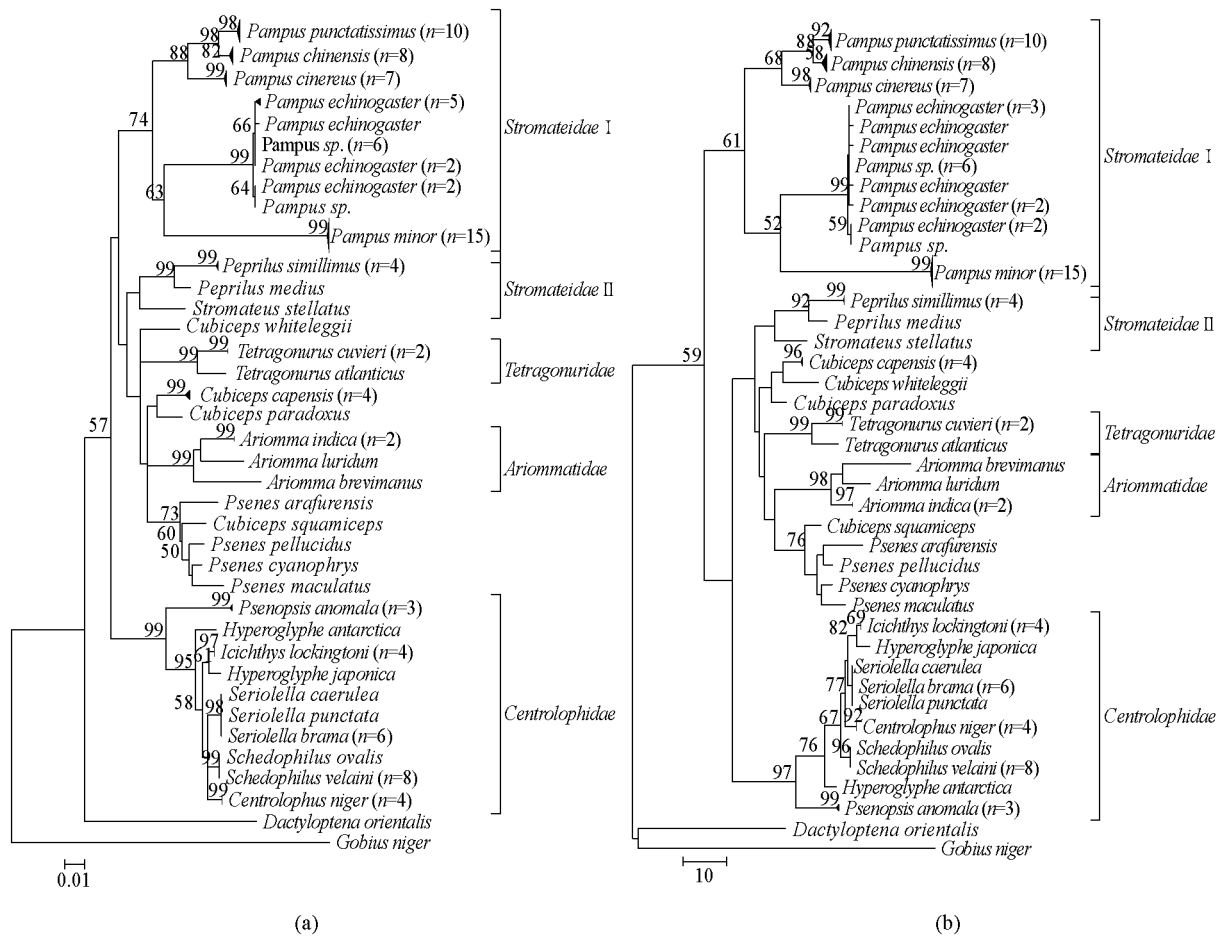 98
98
Pampus punctatissimus (n=10)
82
Pampus chinensis (n=8)
88
99
Pampus cinereus (n=7)
74
Pampus echinogaster (n=5)
66
Pampus echinogaster
Pampus sp. (n=6)
99
Pampus echinogaster (n=2)
64
Pampus echinogaster (n=2)
Pampus sp.
63
99
Pampus minor (n=15)
Stromateidae I
99
99
Peprilus simillimus (n=4)
Peprilus medius
Stromateus stellatus
Stromateidae II
Cubiceps whiteleggii
99
99
Tetragonurus cuvieri (n=2)
Tetragonurus atlanticus
Tetragonuridae
99
Cubiceps capensis (n=4)
Cubiceps paradoxus
57
99
Ariomma indica (n=2)
99
Ariomma luridum
Ariomma brevimanus
Ariommatidae
Psenes arafurensis
73
Cubiceps squamiceps
60
Psenes pellucidus
50
Psenes cyanophrys
Psenes maculatus
99
Psenopsis anomala (n=3)
99
Hyperoglyphe antarctica
97
Icichthys lockingtoni (n=4)
95
61
Hyperoglyphe japonica
Seriolella caerulea
58
98
Seriolella punctata
Seriolella brama (n=6)
Schedophilus ovalis
99
Schedophilus velaini (n=8)
99
Centrolophus niger (n=4)
Centrolophidae
Dactyloptena orientalis
Gobius niger
0.01
(a)
92
88
Pampus punctatissimus (n=10)
58
Pampus chinensis (n=8)
68
98
Pampus cinereus (n=7)
Pampus echinogaster (n=3)
Pampus echinogaster
61
Pampus echinogaster
Pampus sp. (n=6)
99
Pampus echinogaster
Pampus echinogaster (n=2)
59
Pampus echinogaster (n=2)
52
Pampus sp.
99
Pampus minor (n=15)
Stromateidae I
99
92
Peprilus simillimus (n=4)
Peprilus medius
Stromateus stellatus
Stromateidae II
59
96
Cubiceps capensis (n=4)
Cubiceps whiteleggii
Cubiceps paradoxus
99
99
Tetragonurus cuvieri (n=2)
Tetragonurus atlanticus
Tetragonuridae
Ariomma brevimanus
98
Ariomma luridum
97
Ariomma indica (n=2)
Ariommatidae
Cubiceps squamiceps
76
Psenes arafurensis
Psenes pellucidus
Psenes cyanophrys
Psenes maculatus
69
82
Icichthys lockingtoni (n=4)
Hyperoglyphe japonica
Seriolella caerulea
77
Seriolella brama (n=6)
Seriolella punctata
67
92
Centrolophus niger (n=4)
76
96
Schedophilus ovalis
Schedophilus velaini (n=8)
97
Hyperoglyphe antarctica
99
Psenopsis anomala (n=3)
Centrolophidae
Dactyloptena orientalis
Gobius niger
10
(b)